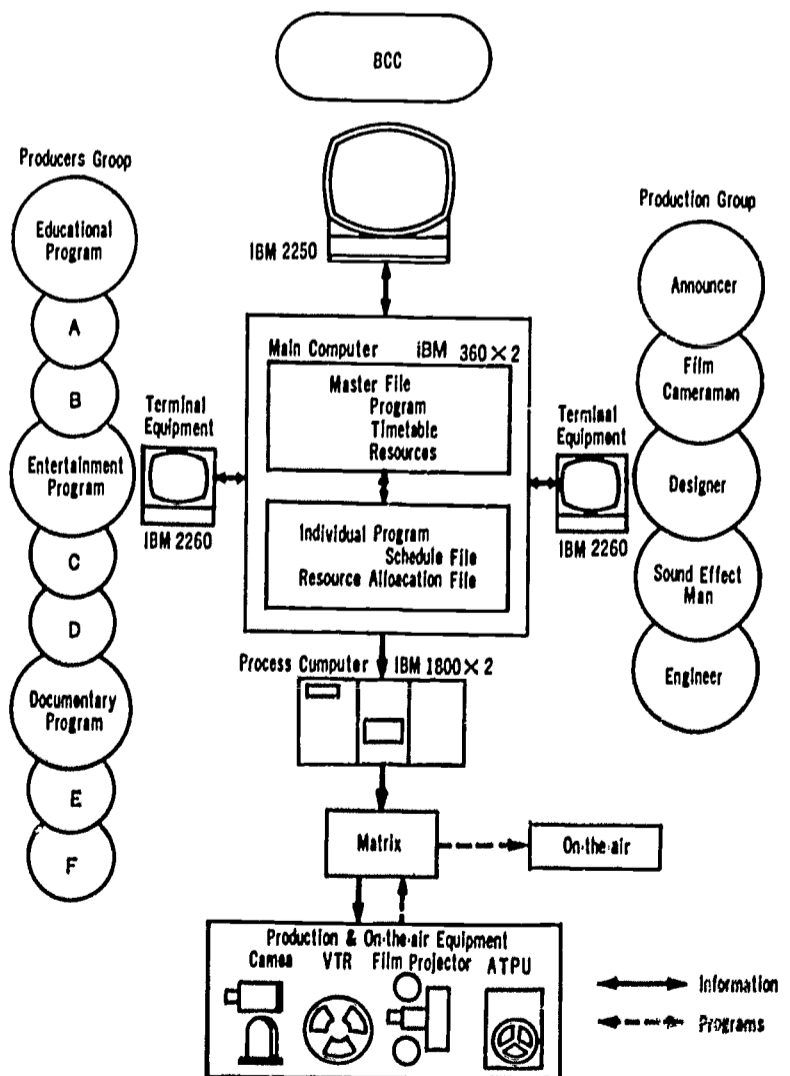 BCC
Producers Groop
Educational
Program
A
B
Entertainment
Program
C
D
Documentary
Program
E
F
Terminal
Equipment
IBM 2260
IBM 2250
Main Computer iBM 360×2
Master File
Program
Timetable
Resources
Individual Program
Schedule File
Resource Alloacation File
Process Cumputer IBM 1800×2
Matrix
On-the-air
Production & On-the-air Equipment
Camea VTR Film Projector ATPU
Terminal
Equipment
IBM 2260
Production Group
Announcer
Film
Cameraman
Designer
Sound Effect
Man
Engineer
Information
Programs